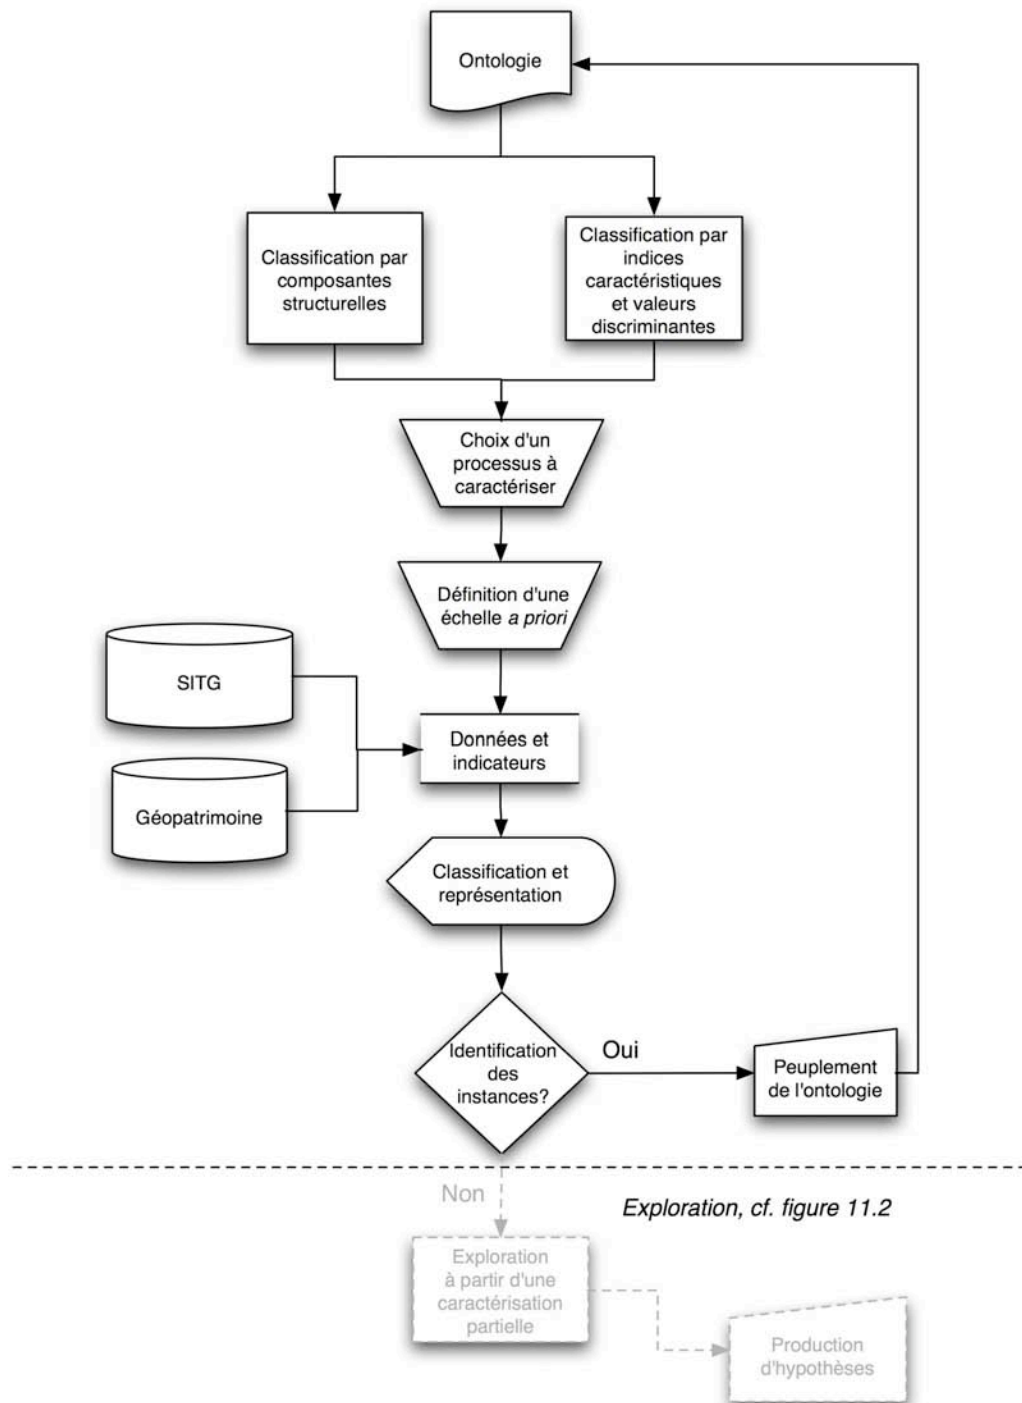 Ontologie
Classification par
composantes
structurelles
Classification par
indices
caractéristiques
et valeurs
discriminantes
Choix d'un
processus à
caractériser
Définition d'une
échelle a priori
SITG
Données et
indicateurs
Géopatrimoine
Classification et
représentation
Identification
des
instances?
Oui
Peuplement
de l'ontologie
Non
Exploration, cf. figure 11.2
Exploration
à partir d'une
caractérisation
partielle
Production
d'hypothèses